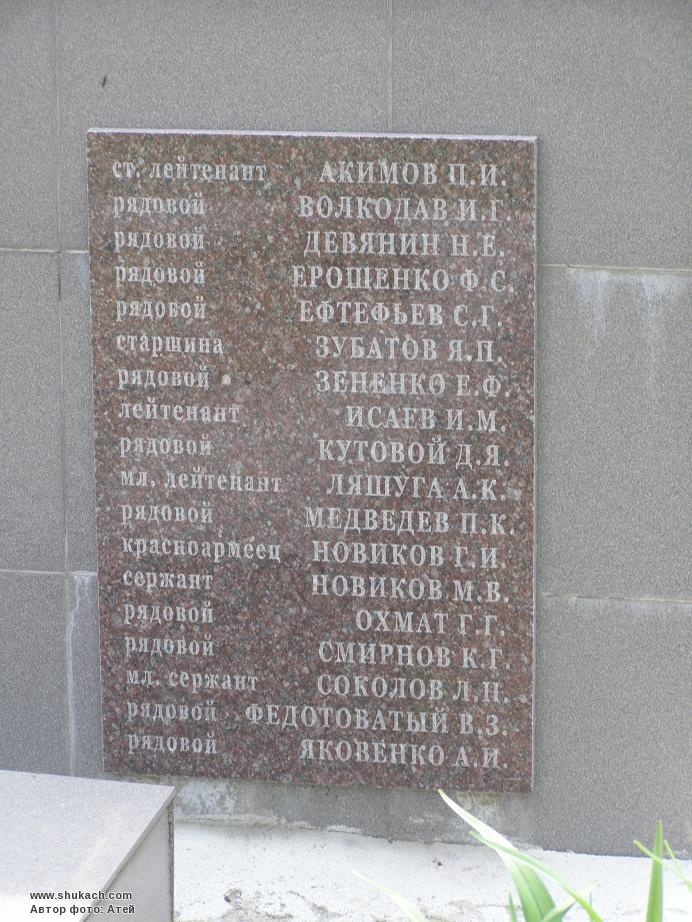 ст. лейтенант АКИМОВ П.И.
рядовой ВОЛКОДАВ И.Г.
рядовой ДЕВЯНИН Н.Е.
рядовой ЕРОШЕНКО Ф.С.
рядовой ЕФТЕФЬЕВ С.Г.
старшина ЗУБАТОВ Я.П.
рядовой ЗЕНЕНКО Е.Ф.
лейтенант ИСАЕВ И.М.
рядовой КУТОВОЙ Д.Я.
мл. лейтенант ЛЯШУГА А.К.
рядовой МЕДВЕДЕВ П.К.
красноармеец НОВИКОВ Г.И.
сержант НОВИКОВ М.В.
рядовой ОХМАТ Г.Г.
рядовой СМИРНОВ К.Г.
мл. сержант СОКОЛОВ Л.Н.
рядовой ФЕДОТОВАТЫЙ В.З.
рядовой ЯКОВЕНКО А.И.
www.shukach.com
Автор фото: Атей